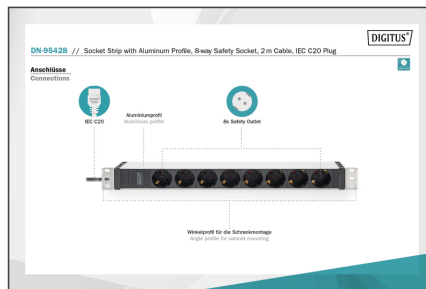 DIGITUS®
DN-95428 // Socket Strip with Aluminum Profile, 8-way Safety Socket, 2 m Cable, IEC C20 Plug
Anschlüsse
Connections
IEC C20
Aluminiumprofil
Aluminium profile
8x Safety Outlet
Winkelprofil für die Schrankmontage
Angle profile for cabinet mounting